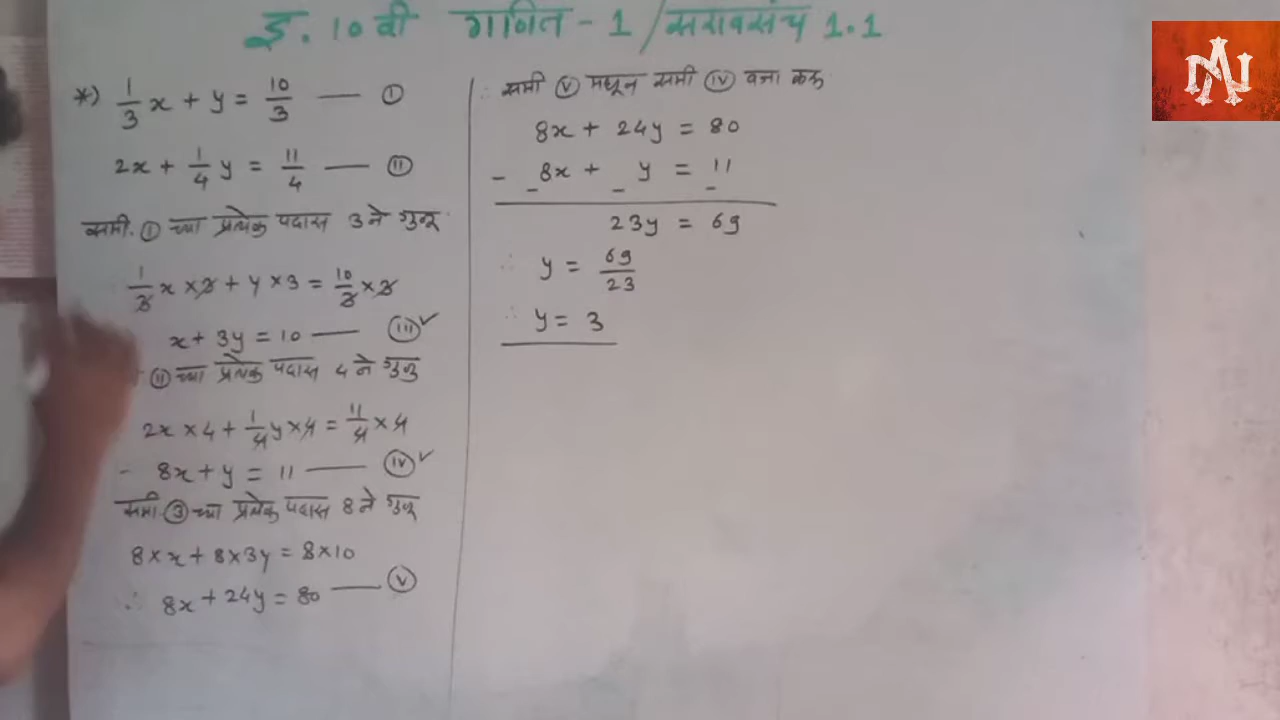 इ. 10 वी गणित - 1 / सरावसंच 1.1
*) 1/3 x + y = 10/3 — (I)
2x + 1/4 y = 11/4 — (II)
समी. (I) च्या प्रत्येक पदास 3 ने गुणू
1/3 x × 3 + y × 3 = 10/3 × 3
x + 3y = 10 — (III) ✓
(II) च्या प्रत्येक पदास 4 ने गुणु
2x × 4 + 1/4 y × 4 = 11/4 × 4
- 8x + y = 11 — (IV) ✓
समी. (3) च्या प्रत्येक पदास 8 ने गुणू
8 × x + 8 × 3y = 8 × 10
∴ 8x + 24y = 80 — (V)
∴ समी (V) मधून समी (IV) वजा करू
8x + 24y = 80
- 8x + y = 11
- - -
23y = 69
∴ y = 69/23
∴ y = 3